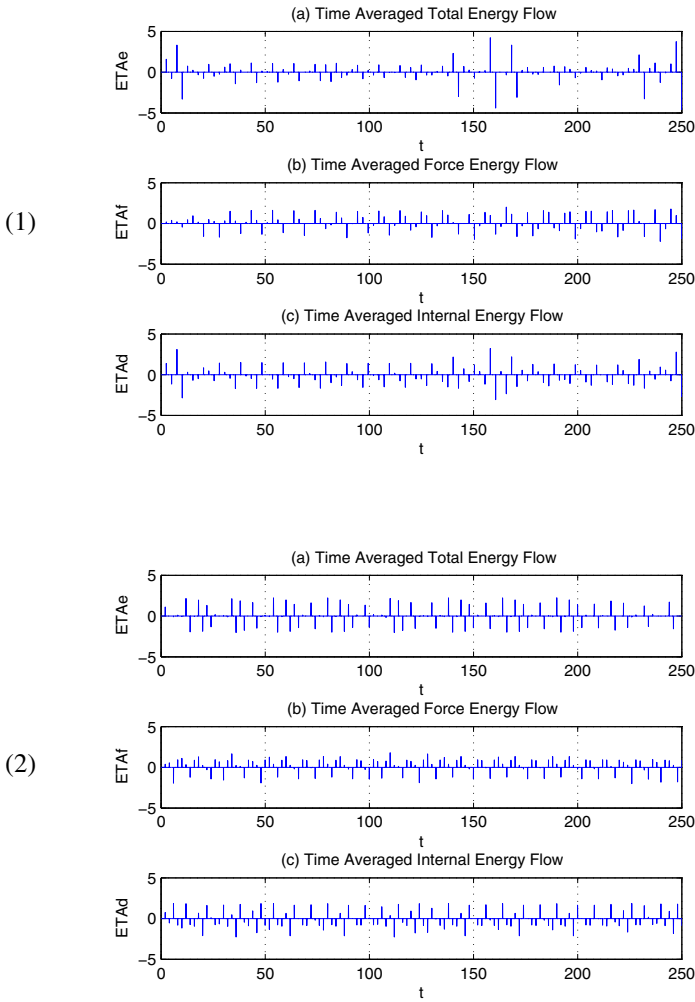 (1)
(a) Time Averaged Total Energy Flow
ETAe
5
0
−5
0 50 100 150 200 250
t
(b) Time Averaged Force Energy Flow
ETAf
5
0
−5
0 50 100 150 200 250
t
(c) Time Averaged Internal Energy Flow
ETAd
5
0
−5
0 50 100 150 200 250
t
(2)
(a) Time Averaged Total Energy Flow
ETAe
5
0
−5
0 50 100 150 200 250
t
(b) Time Averaged Force Energy Flow
ETAf
5
0
−5
0 50 100 150 200 250
t
(c) Time Averaged Internal Energy Flow
ETAd
5
0
−5
0 50 100 150 200 250
t